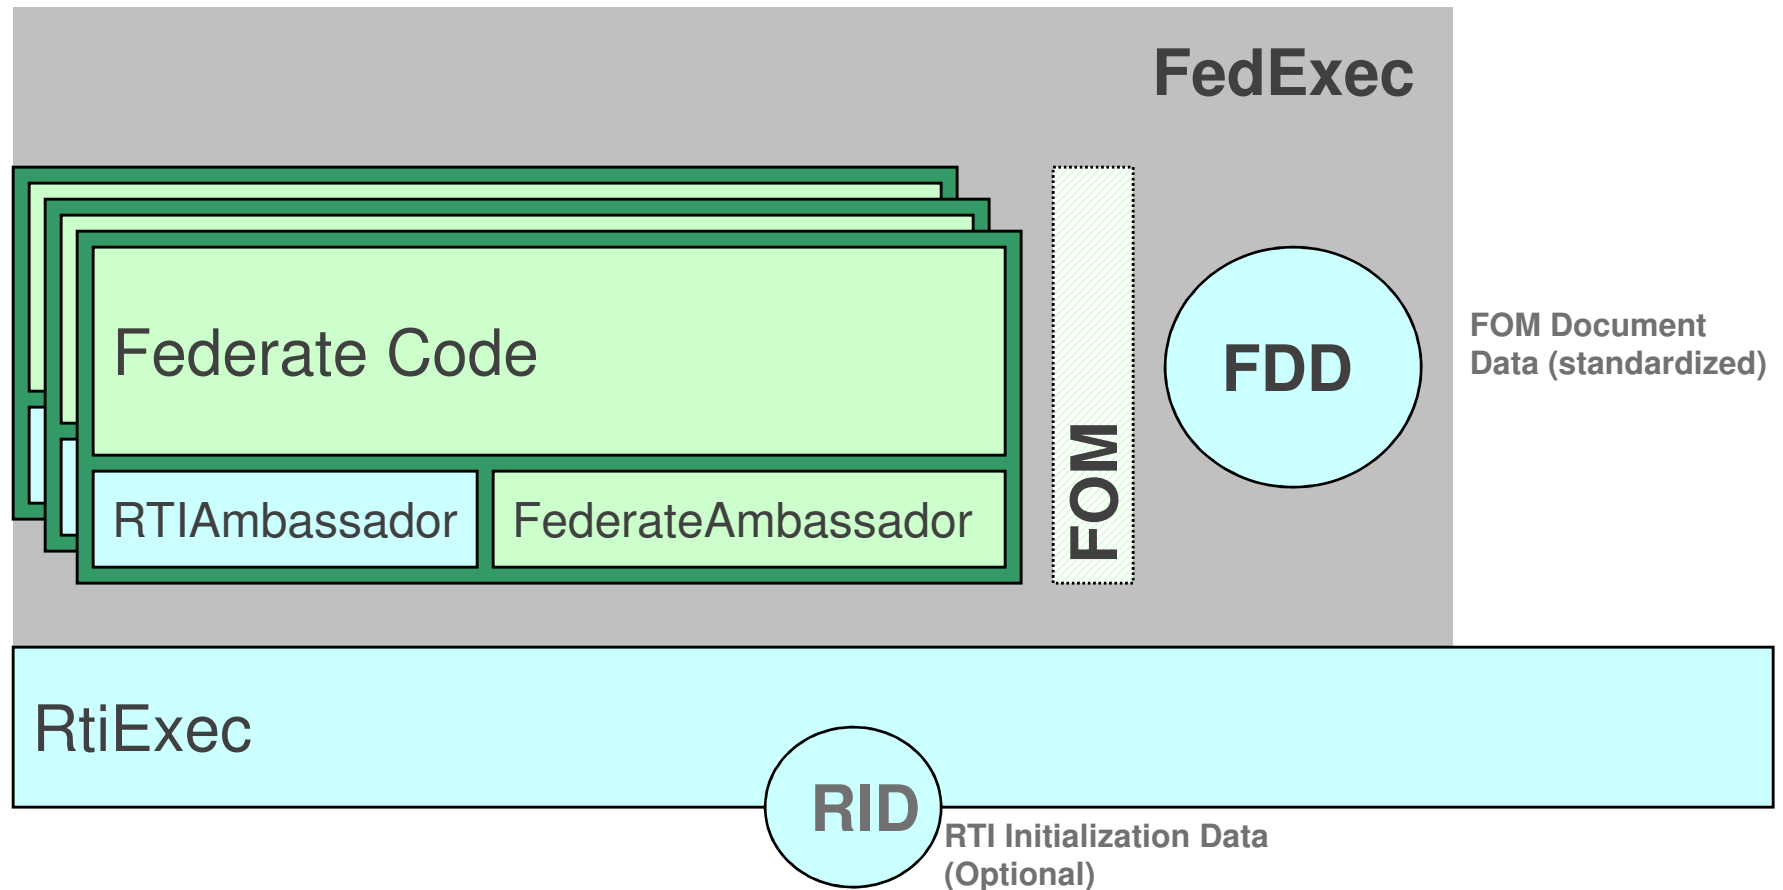 FedExec
Federate Code
RTIAmbassador
FederateAmbassador
FOM
FDD
FOM Document
Data (standardized)
RtiExec
RID
RTI Initialization Data
(Optional)